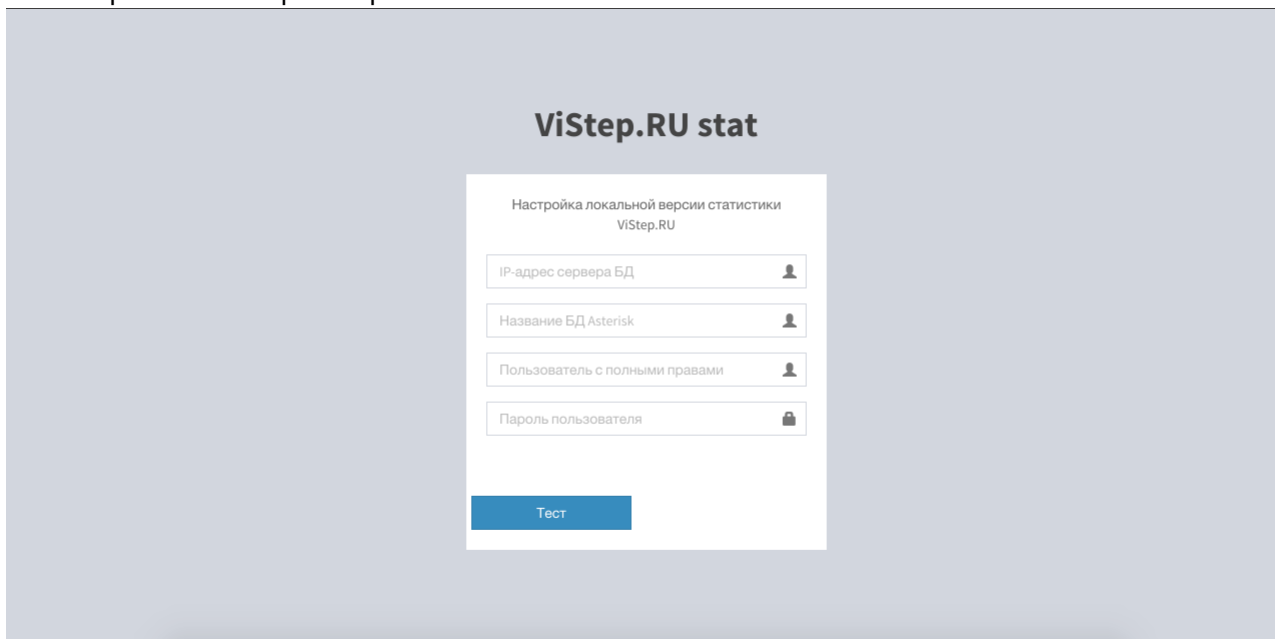 ViStep.RU stat
Настройка локальной версии статистики
ViStep.RU
IP-адрес сервера БД
Название БД Asterisk
Пользователь с полными правами
Пароль пользователя
Тест